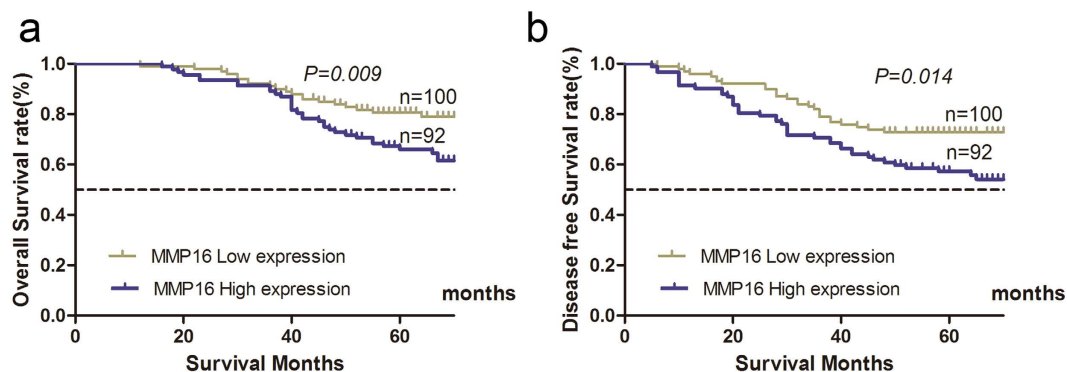 a
Overall Survival rate(%)
1.0
0.8
0.6
0.4
0.2
0.0
P=0.009
n=100
n=92
MMP16 Low expression
MMP16 High expression
months
0
20
40
60
Survival Months
b
Disease free Survival rate(%)
1.0
0.8
0.6
0.4
0.2
0.0
P=0.014
n=100
n=92
MMP16 Low expression
MMP16 High expression
months
0
20
40
60
Survival Months